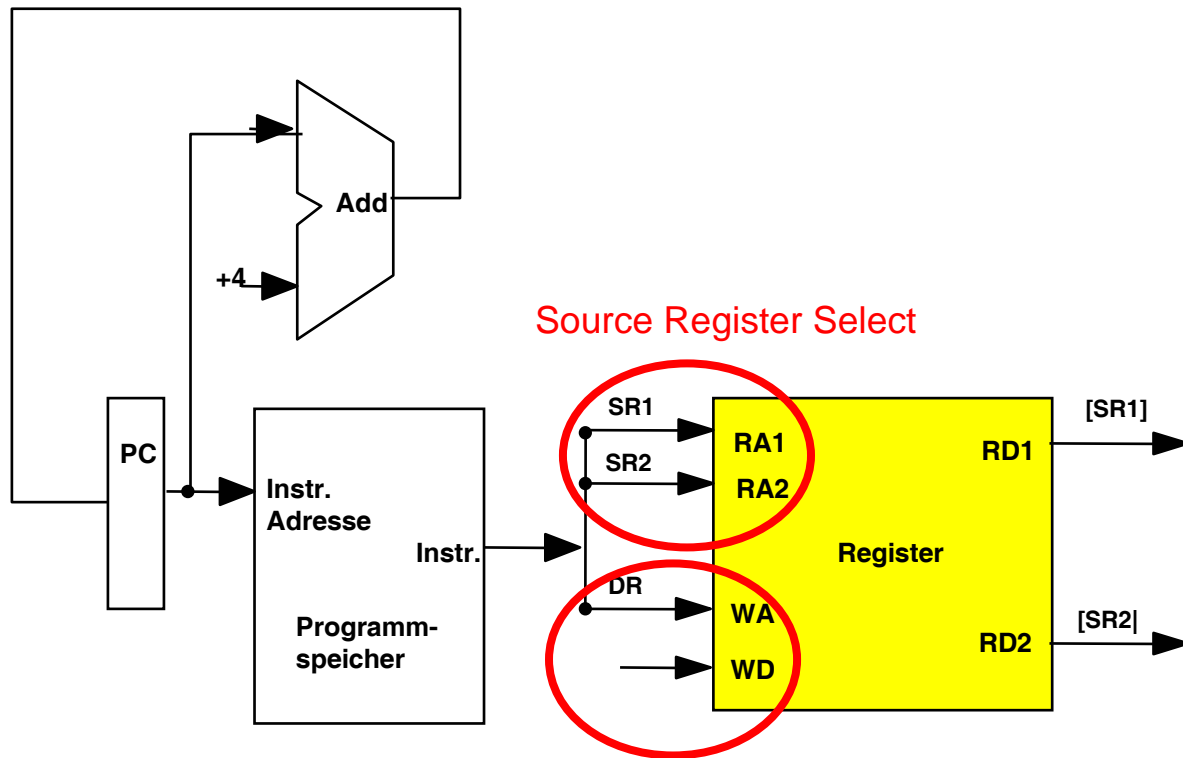 Add
+4
Source Register Select
PC
Instr.
Adresse
Instr.
Programm-
speicher
SR1
SR2
DR
RA1
RA2
WA
WD
Register
RD1
RD2
[SR1]
[SR2|